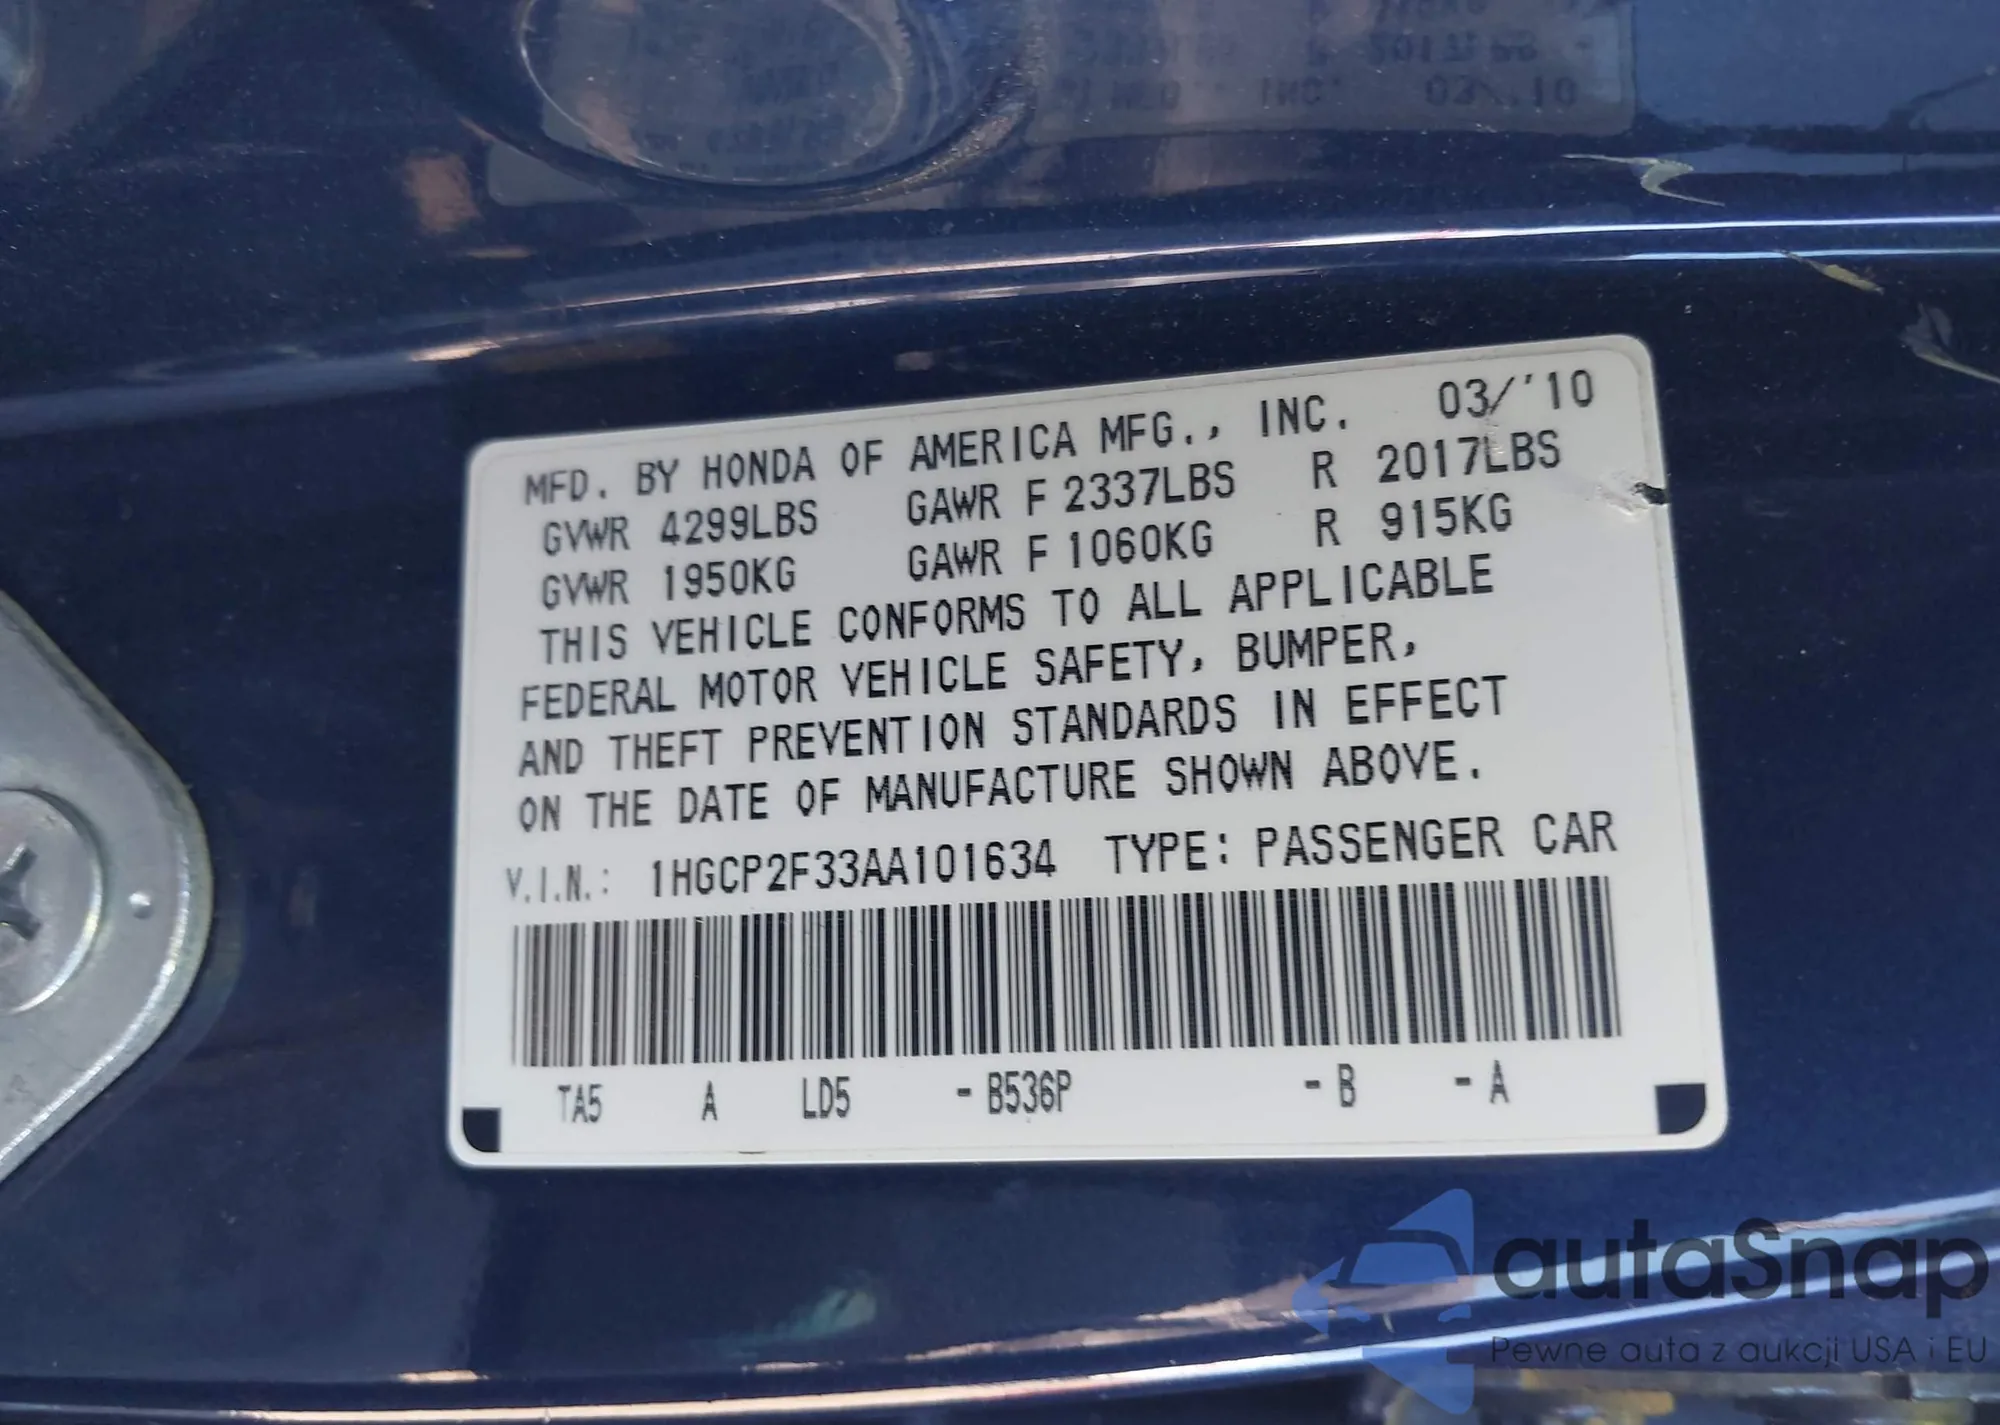 MFD. BY HONDA OF AMERICA MFG., INC. 03/'10
GVWR 4299LBS GAWR F 2337LBS R 2017LBS
GVWR 1950KG GAWR F 1060KG R 915KG
THIS VEHICLE CONFORMS TO ALL APPLICABLE
FEDERAL MOTOR VEHICLE SAFETY, BUMPER,
AND THEFT PREVENTION STANDARDS IN EFFECT
ON THE DATE OF MANUFACTURE SHOWN ABOVE.
V.I.N.: 1HGCP2F33AA101634 TYPE: PASSENGER CAR
TA5 A LD5 -B536P -B -A
autaSnap
Pewne auta z aukcji USA i EU